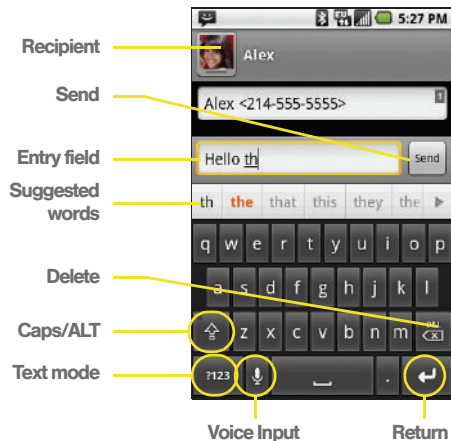 5:27 PM
Recipient
Alex
Send
Alex <214-555-5555>
1
Entry field
Hello th
Send
Suggested
words
th the that this they the
q w e r t y u i o p
a s d f g h j k l
Delete
Caps/ALT
z x c v b n m
DEL
Text mode
?123
.
Voice Input
Return